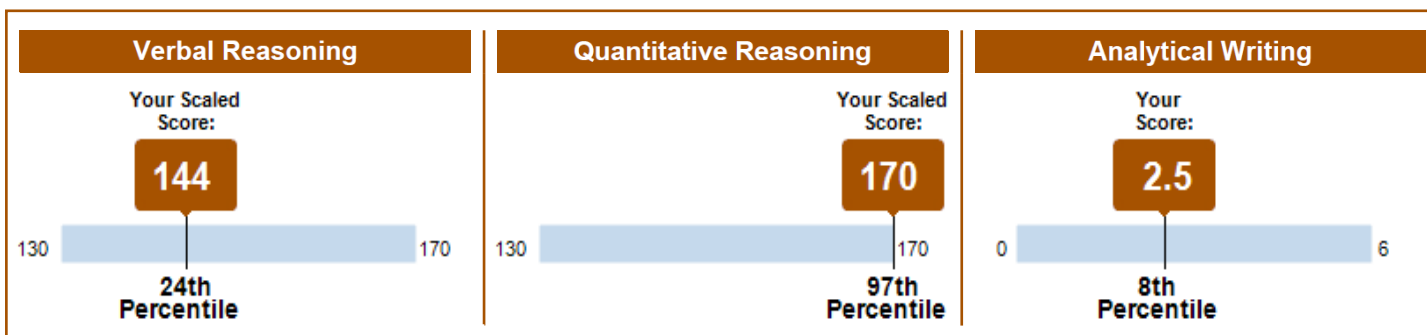 Verbal Reasoning
Your Scaled
Score:
144
130
170
24th
Percentile
Quantitative Reasoning
Your Scaled
Score:
170
130
170
97th
Percentile
Analytical Writing
Your
Score:
2.5
0
6
8th
Percentile